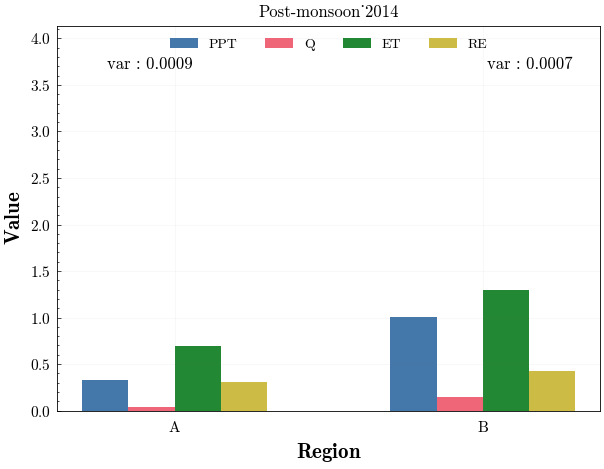 Post-monsoon˙2014
PPT Q ET RE
var : 0.0009
var : 0.0007
4.0
3.5
3.0
2.5
2.0
1.5
1.0
0.5
0.0
Value
A B
Region